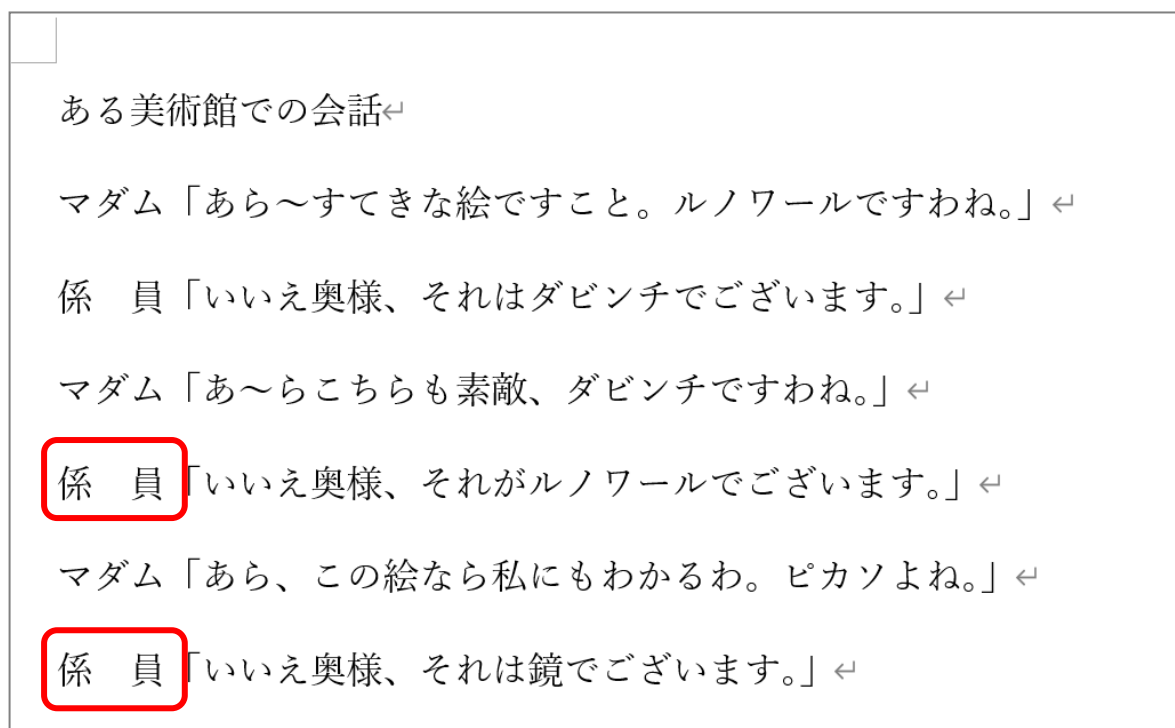 ある美術館での会話↵
マダム「あら～すてきな絵ですこと。ルノワールですわね。」↵
係　員「いいえ奥様、それはダビンチでございます。」↵
マダム「あ～らこちらも素敵、ダビンチですわね。」↵
係　員「いいえ奥様、それがルノワールでございます。」↵
マダム「あら、この絵なら私にもわかるわ。ピカソよね。」↵
係　員「いいえ奥様、それは鏡でございます。」↵